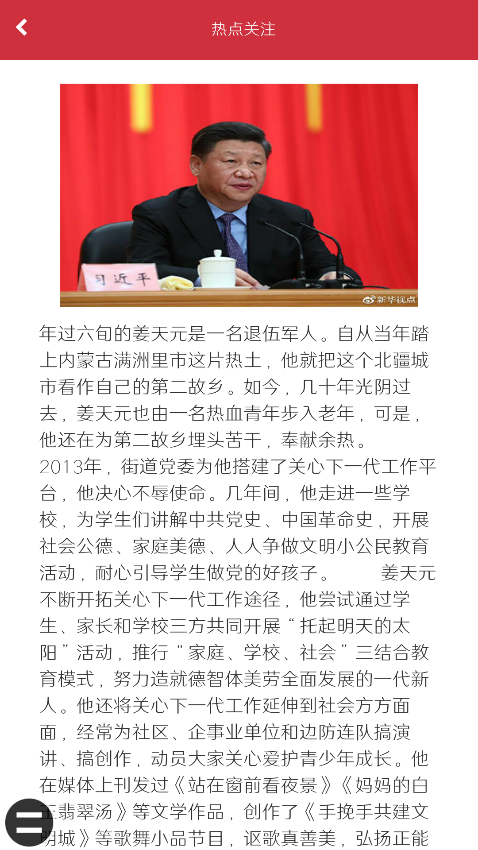 热点关注
习近平
新华视点
年过六旬的姜天元是一名退伍军人。自从当年踏
上内蒙古满洲里市这片热土，他就把这个北疆城
市看作自己的第二故乡。如今，几十年光阴过
去，姜天元也由一名热血青年步入老年，可是，
他还在为第二故乡埋头苦干，奉献余热。
2013年，街道党委为他搭建了关心下一代工作平
台，他决心不辱使命。几年间，他走进一些学
校，为学生们讲解中共党史、中国革命史，开展
社会公德、家庭美德、人人争做文明小公民教育
活动，耐心引导学生做党的好孩子。 姜天元
不断开拓关心下一代工作途径，他尝试通过学
生、家长和学校三方共同开展“托起明天的太
阳”活动，推行“家庭、学校、社会”三结合教
育模式，努力造就德智体美劳全面发展的一代新
人。他还将关心下一代工作延伸到社会方方面
面，经常为社区、企事业单位和边防连队搞演
讲、搞创作，动员大家关心爱护青少年成长。他
在媒体上刊发过《站在窗前看夜景》《妈妈的白
玉翡翠汤》等文学作品，创作了《手挽手共建文
明城》等歌舞小品节目，讴歌真善美，弘扬正能